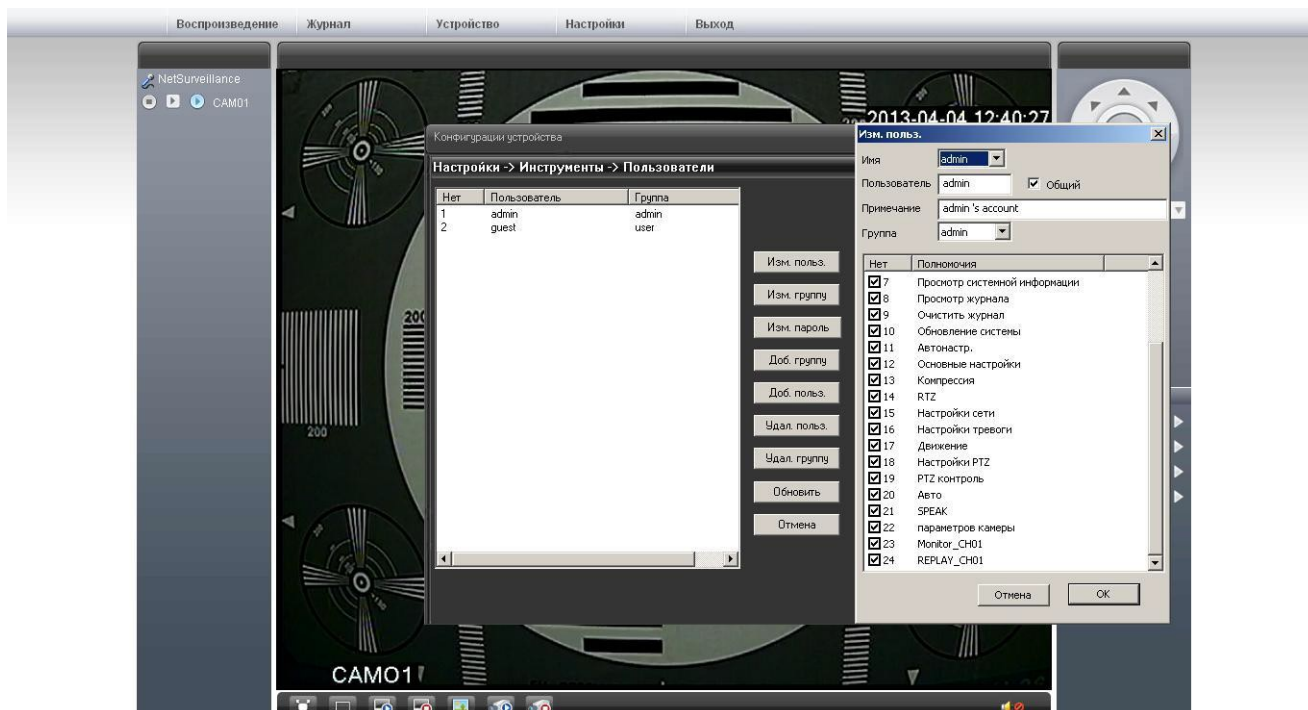 Воспроизведение Журнал Устройство Настройки Выход
NetSurveillance
CAM01
2013-04-04 12:40:27
Конфигурации устройства
Настройки -> Инструменты -> Пользователи
Нет Пользователь Группа
1 admin admin
2 guest user
Изм. польз.
Изм. группу
Изм. пароль
Доб. группу
Доб. польз.
Удал. польз.
Удал. группу
Обновить
Отмена
Изм. польз.
Имя admin
Пользователь admin Общий
Примечание admin 's account
Группа admin
Нет Полномочия
7 Просмотр системной информации
8 Просмотр журнала
9 Очистить журнал
10 Обновление системы
11 Автонастр.
12 Основные настройки
13 Компрессия
14 RTZ
15 Настройки сети
16 Настройки тревоги
17 Движение
18 Настройки PTZ
19 PTZ контроль
20 Авто
21 SPEAK
22 параметров камеры
23 Monitor_CH01
24 REPLAY_CH01
Отмена OK
200
200
CAM01